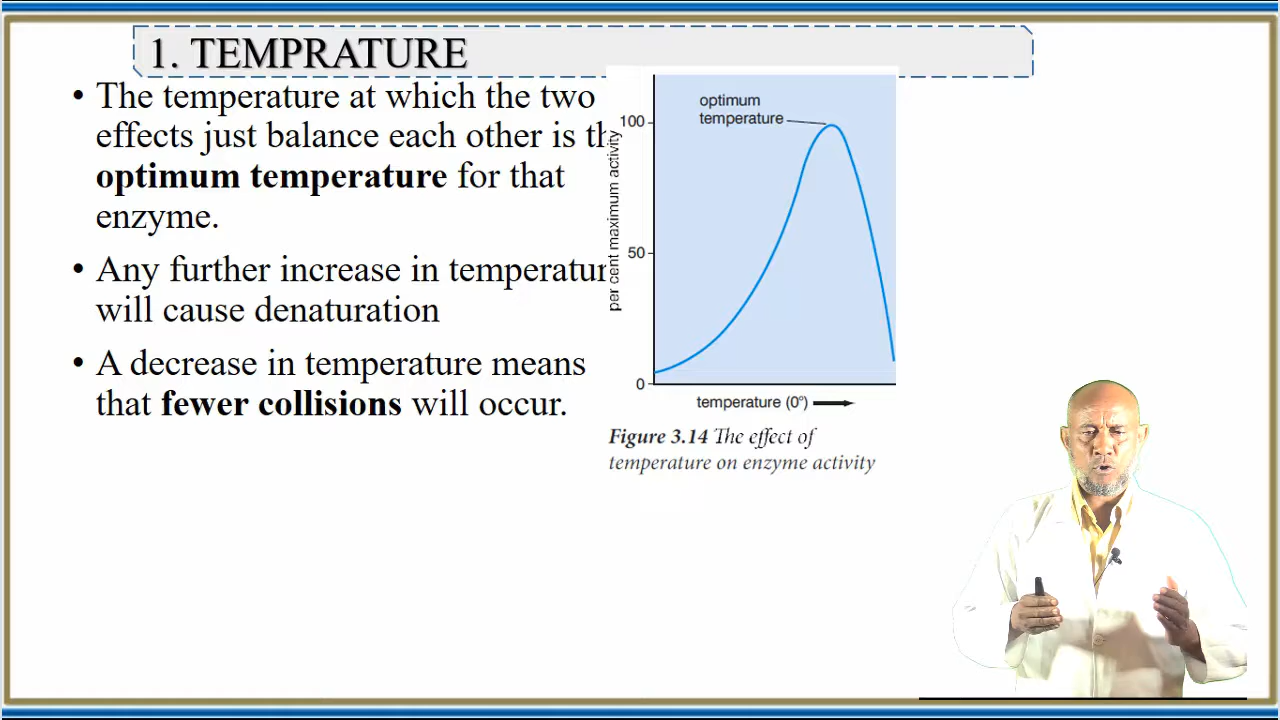 1. TEMPRATURE
• The temperature at which the two
effects just balance each other is th
optimum temperature for that
enzyme.
• Any further increase in temperatur
will cause denaturation
• A decrease in temperature means
that fewer collisions will occur.
optimum
temperature
100
50
0
per cent maximum activity
temperature (0°)
Figure 3.14 The effect of
temperature on enzyme activity